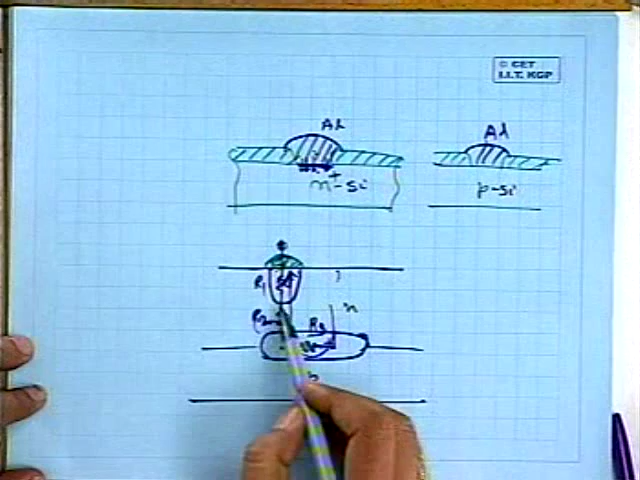 © CET
I.I.T. KGP
Al
Al
n+-Si
p-Si
R1
n
R2
R3